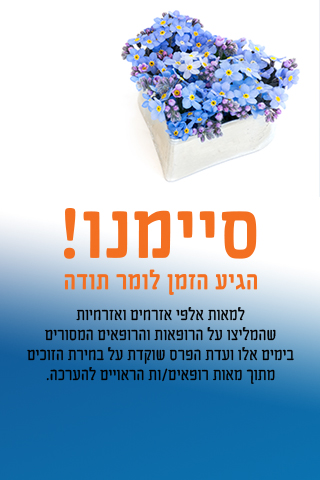 סיימנו!
הגיע הזמן לומר תודה
למאות אלפי אזרחים ואזרחיות
שהמליצו על הרופאות והרופאים המסורים
בימים אלו ועדת הפרס שוקדת על בחירת הזוכים
מתוך מאות רופאים/ות הראויים להערכה.